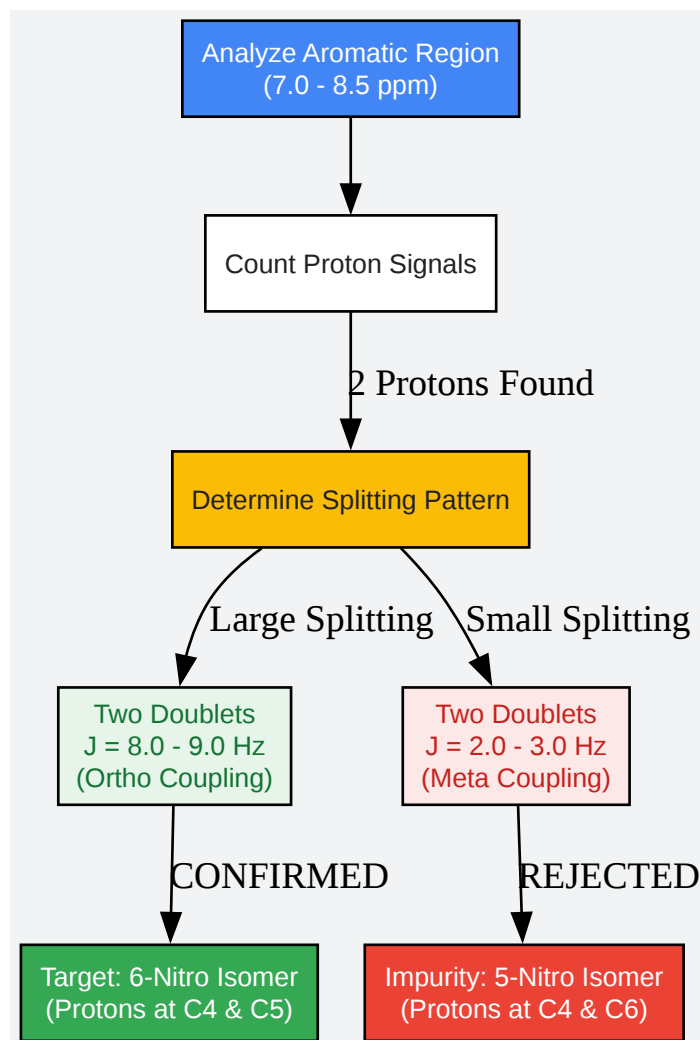 Analyze Aromatic Region
(7.0 - 8.5 ppm)
Count Proton Signals
2 Protons Found
Determine Splitting Pattern
Large Splitting
Small Splitting
Two Doublets
J = 8.0 - 9.0 Hz
(Ortho Coupling)
Two Doublets
J = 2.0 - 3.0 Hz
(Meta Coupling)
CONFIRMED
REJECTED
Target: 6-Nitro Isomer
(Protons at C4 & C5)
Impurity: 5-Nitro Isomer
(Protons at C4 & C6)